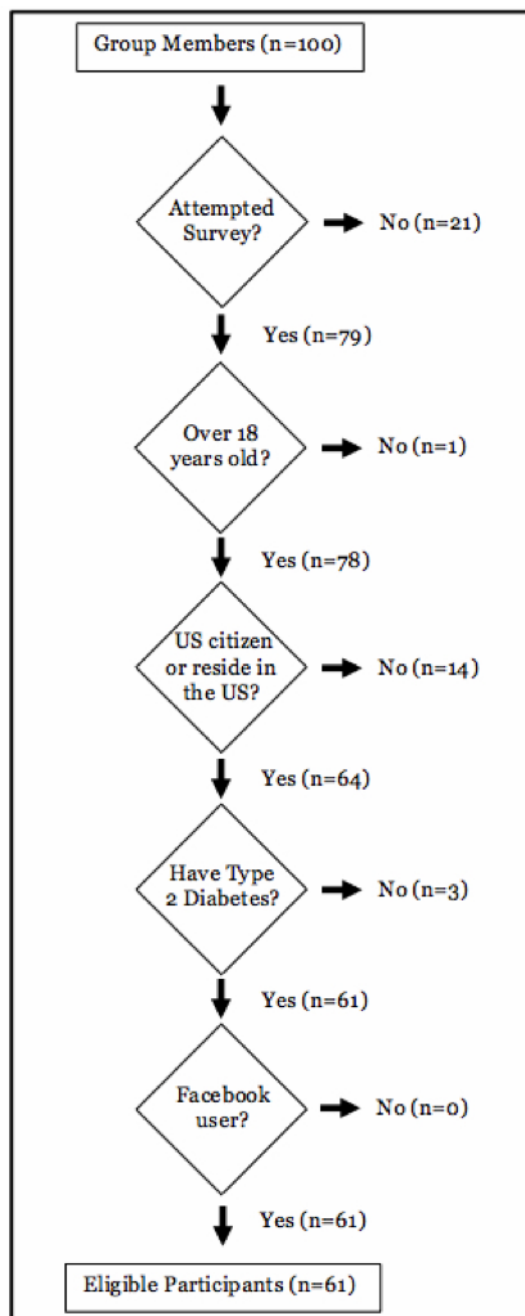 Group Members (n=100)
Attempted
Survey?
No (n=21)
Yes (n=79)
Over 18
years old?
No (n=1)
Yes (n=78)
US citizen
or reside in
the US?
No (n=14)
Yes (n=64)
Have Type
2 Diabetes?
No (n=3)
Yes (n=61)
Facebook
user?
No (n=0)
Yes (n=61)
Eligible Participants (n=61)